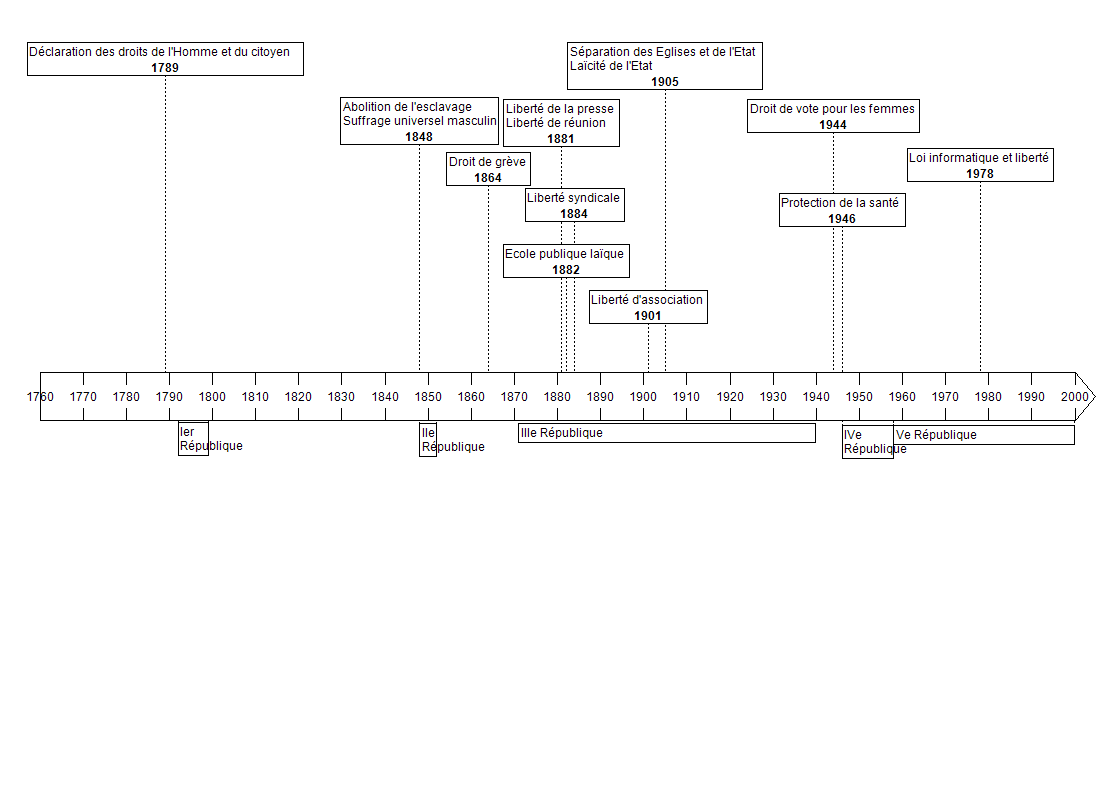 Déclaration des droits de l'Homme et du citoyen
1789
Séparation des Eglises et de l'Etat
Laïcité de l'Etat
1905
Abolition de l'esclavage
Suffrage universel masculin
1848
Liberté de la presse
Liberté de réunion
1881
Droit de vote pour les femmes
1944
Droit de grève
1864
Loi informatique et liberté
1978
Liberté syndicale
1884
Protection de la santé
1946
Ecole publique laïque
1882
Liberté d'association
1901
1760 1770 1780 1790 1800 1810 1820 1830 1840 1850 1860 1870 1880 1890 1900 1910 1920 1930 1940 1950 1960 1970 1980 1990 2000
Ier
République
IIe
République
IIIe République
IVe
République
Ve République